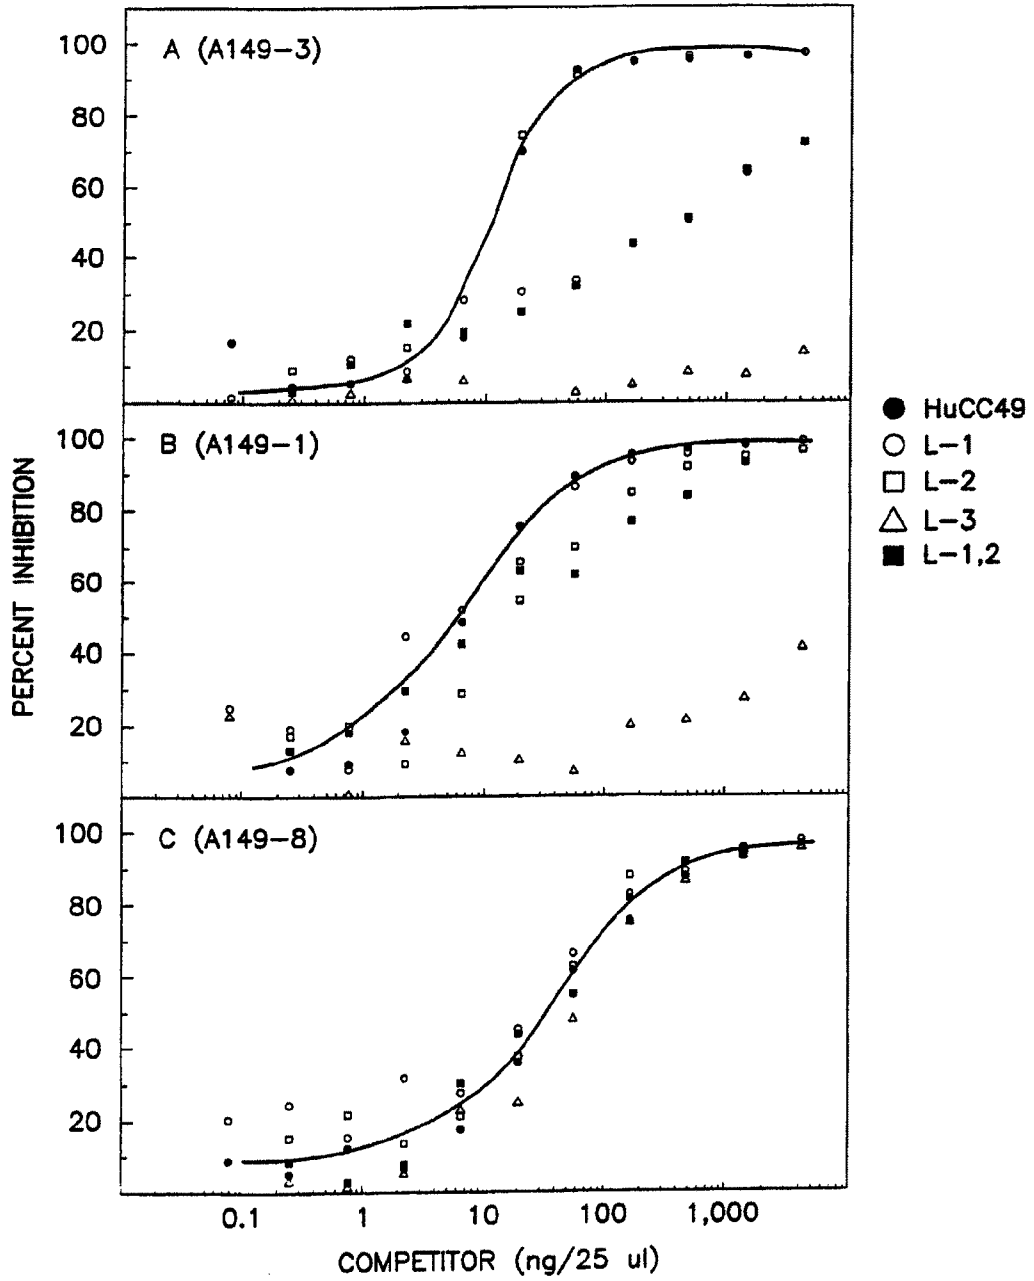 A (A149-3)
100
80
60
40
20
B (A149-1)
100
80
60
40
20
C (A149-8)
100
80
60
40
20
0.1 1 10 100 1,000
COMPETITOR (ng/25 ul)
PERCENT INHIBITION
HuCC49
L-1
L-2
L-3
L-1,2